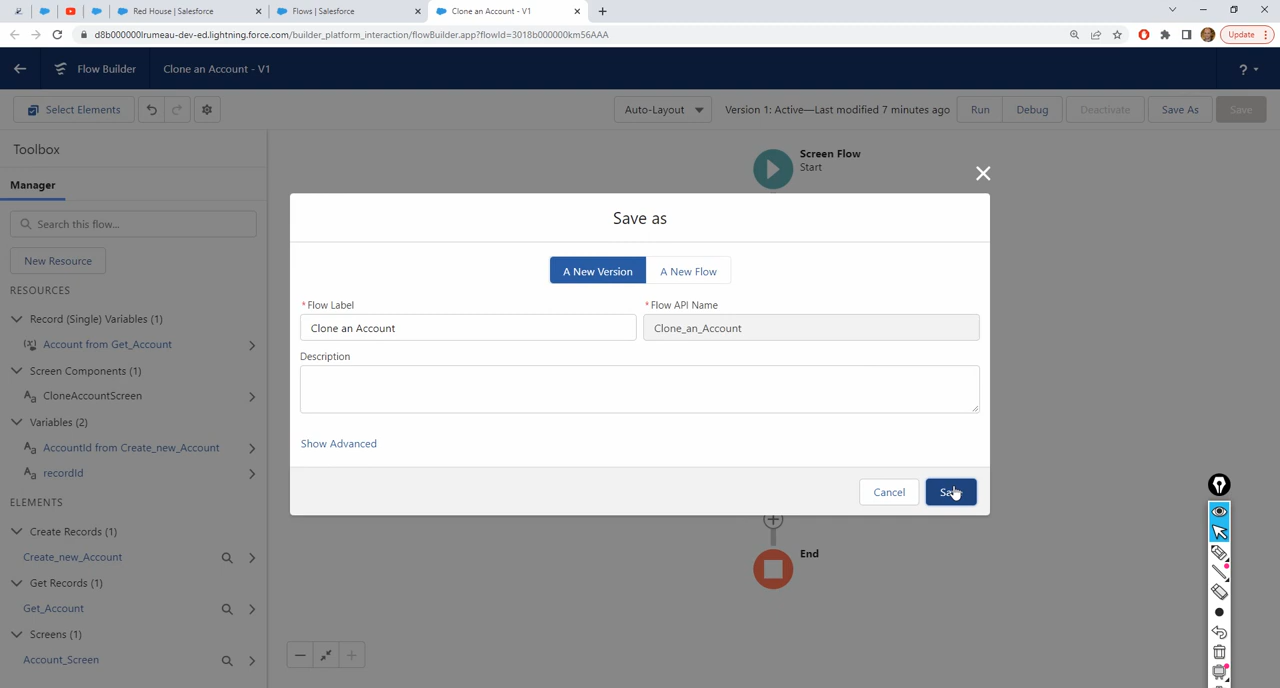 Red House | Salesforce
Flows | Salesforce
Clone an Account - V1
d8b000000lrumeau-dev-ed.lightning.force.com/builder_platform_interaction/flowBuilder.app?flowId=3018b000000km56AAA
Update
Flow Builder
Clone an Account - V1
?
Select Elements
Auto-Layout
Version 1: Active—Last modified 7 minutes ago
Run
Debug
Deactivate
Save As
Save
Toolbox
Manager
Search this flow...
New Resource
RESOURCES
Record (Single) Variables (1)
Account from Get_Account
Screen Components (1)
CloneAccountScreen
Variables (2)
AccountId from Create_new_Account
recordId
ELEMENTS
Create Records (1)
Create_new_Account
Get Records (1)
Get_Account
Screens (1)
Account_Screen
Screen Flow
Start
Save as
A New Version
A New Flow
* Flow Label
Clone an Account
* Flow API Name
Clone_an_Account
Description
Show Advanced
Cancel
End